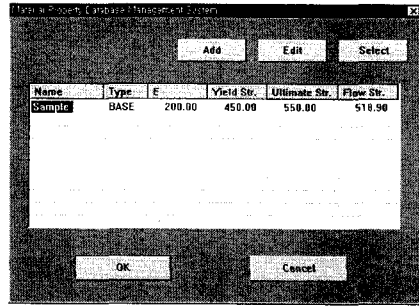 Material Property Database Management System
Add Edit Select
Name Type E Yield Str. Ultimate Str. Flow Str.
Sample BASE 200.00 450.00 550.00 518.90
OK Cancel